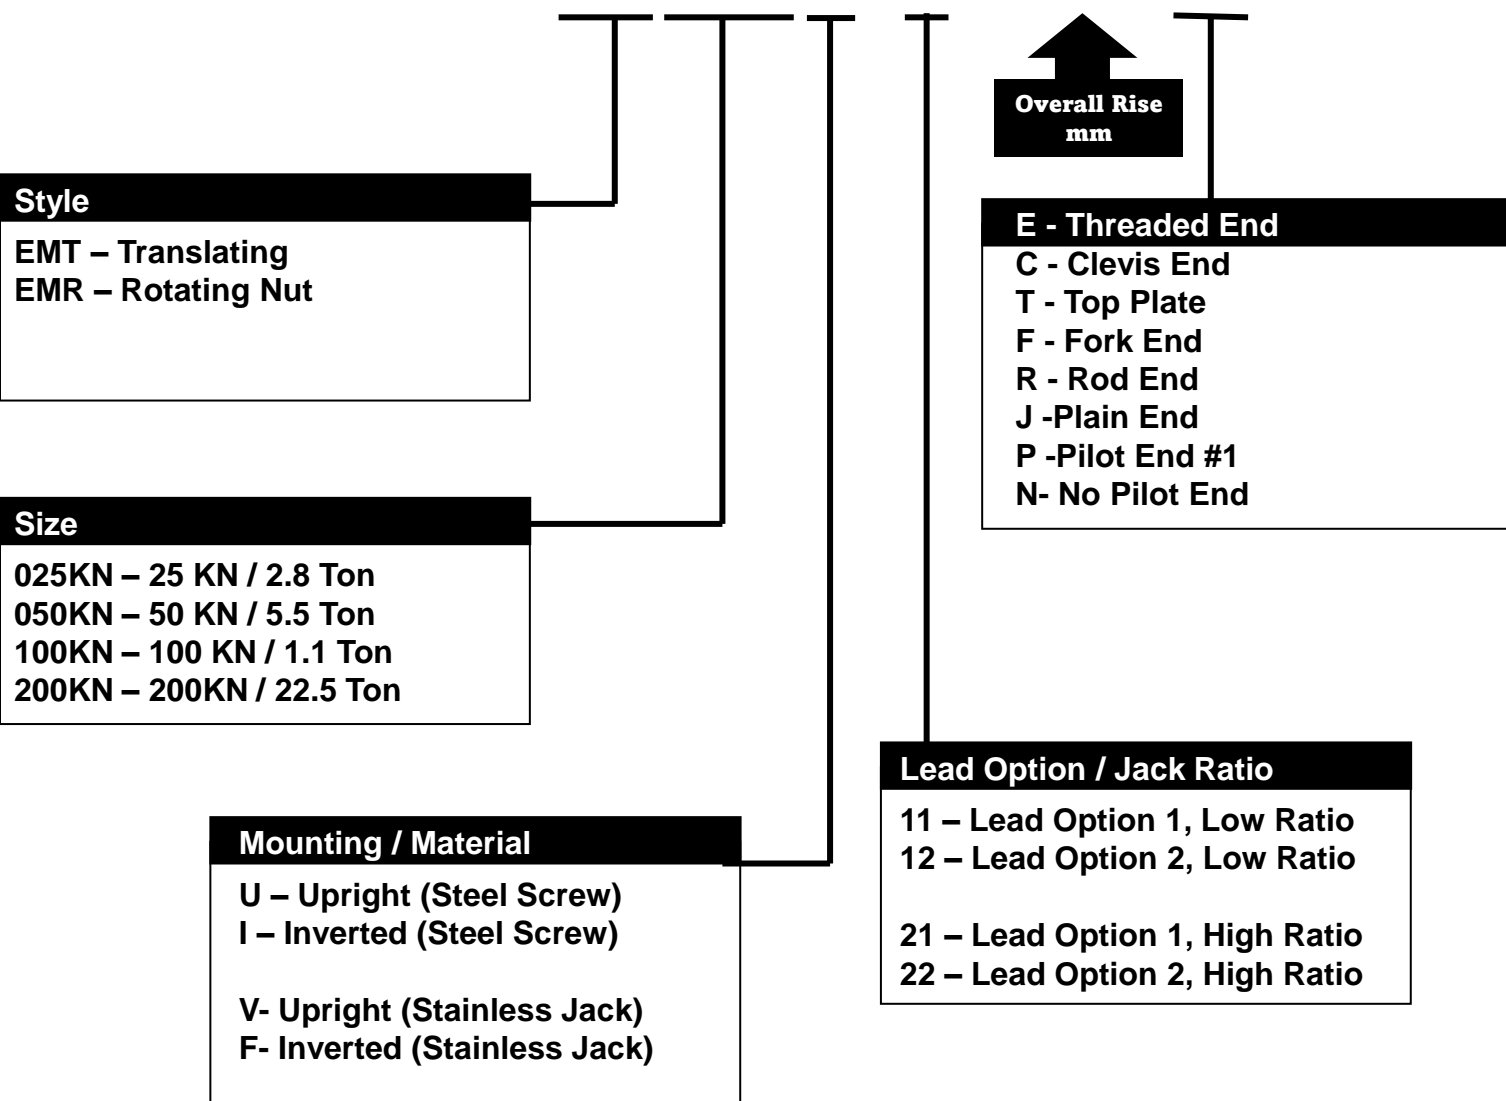 Overall Rise
mm
Style
EMT – Translating
EMR – Rotating Nut
E - Threaded End
C - Clevis End
T - Top Plate
F - Fork End
R - Rod End
J -Plain End
P -Pilot End #1
N- No Pilot End
Size
025KN – 25 KN / 2.8 Ton
050KN – 50 KN / 5.5 Ton
100KN – 100 KN / 1.1 Ton
200KN – 200KN / 22.5 Ton
Lead Option / Jack Ratio
11 – Lead Option 1, Low Ratio
12 – Lead Option 2, Low Ratio
21 – Lead Option 1, High Ratio
22 – Lead Option 2, High Ratio
Mounting / Material
U – Upright (Steel Screw)
I – Inverted (Steel Screw)
V- Upright (Stainless Jack)
F- Inverted (Stainless Jack)